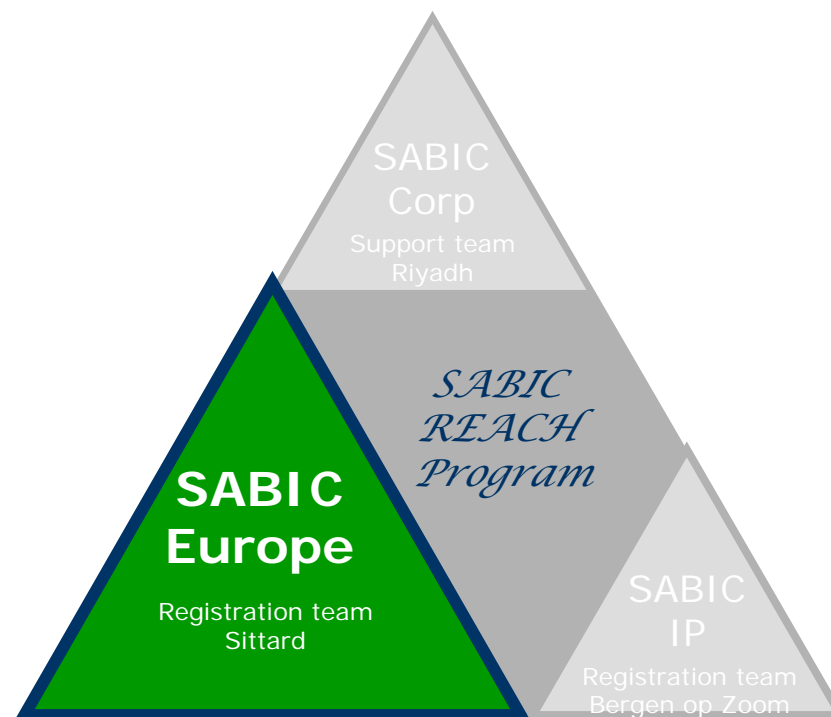 SABIC
Corp
Support team
Riyadh
SABIC
REACH
Program
SABIC
Europe
Registration team
Sittard
SABIC
IP
Registration team
Bergen op Zoom